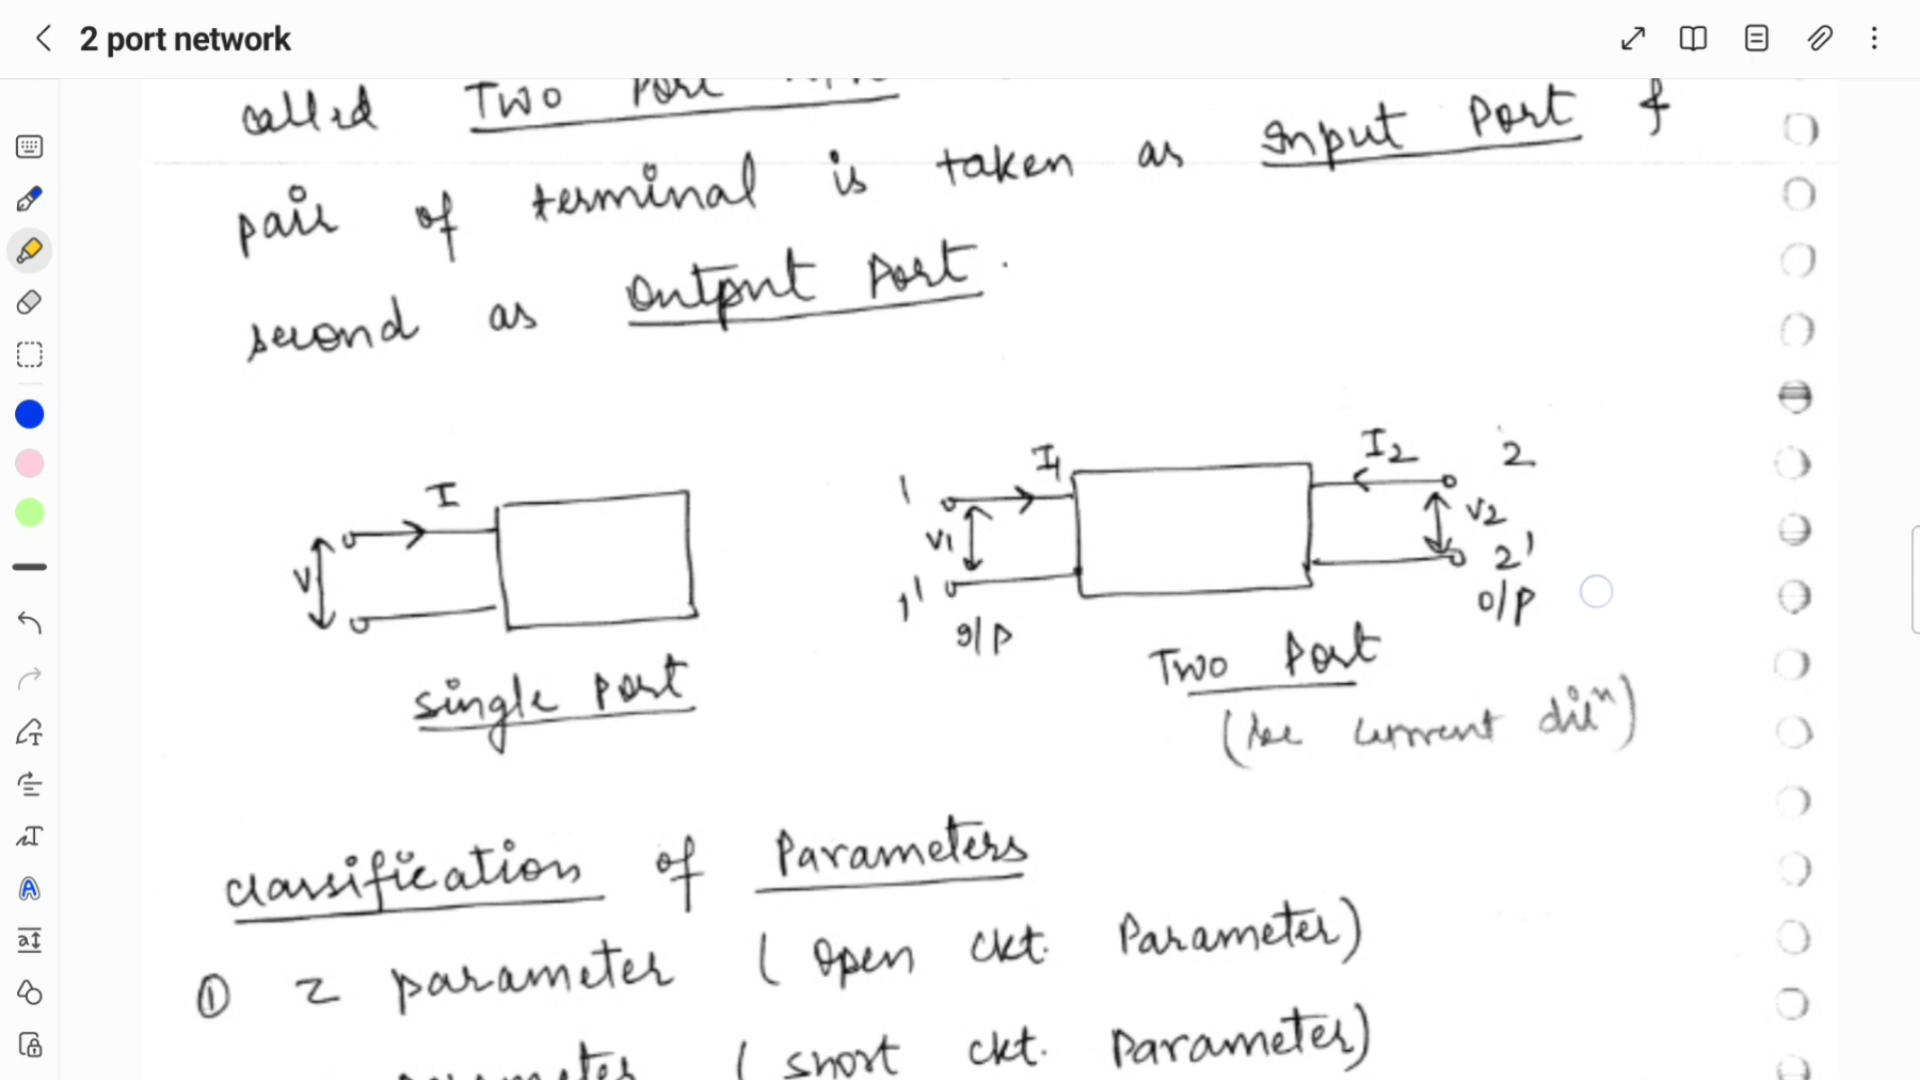 2 port network
called Two Port
pair of terminal is taken as Input Port &
second as Output Port.
I
V
Single Port
1 I1 I2 2
V1 V2
1' 2'
I/P O/P
Two Port
(See current dirn)
classification of Parameters
① Z parameter ( Open ckt. Parameter)
parameter ( short ckt. Parameter)